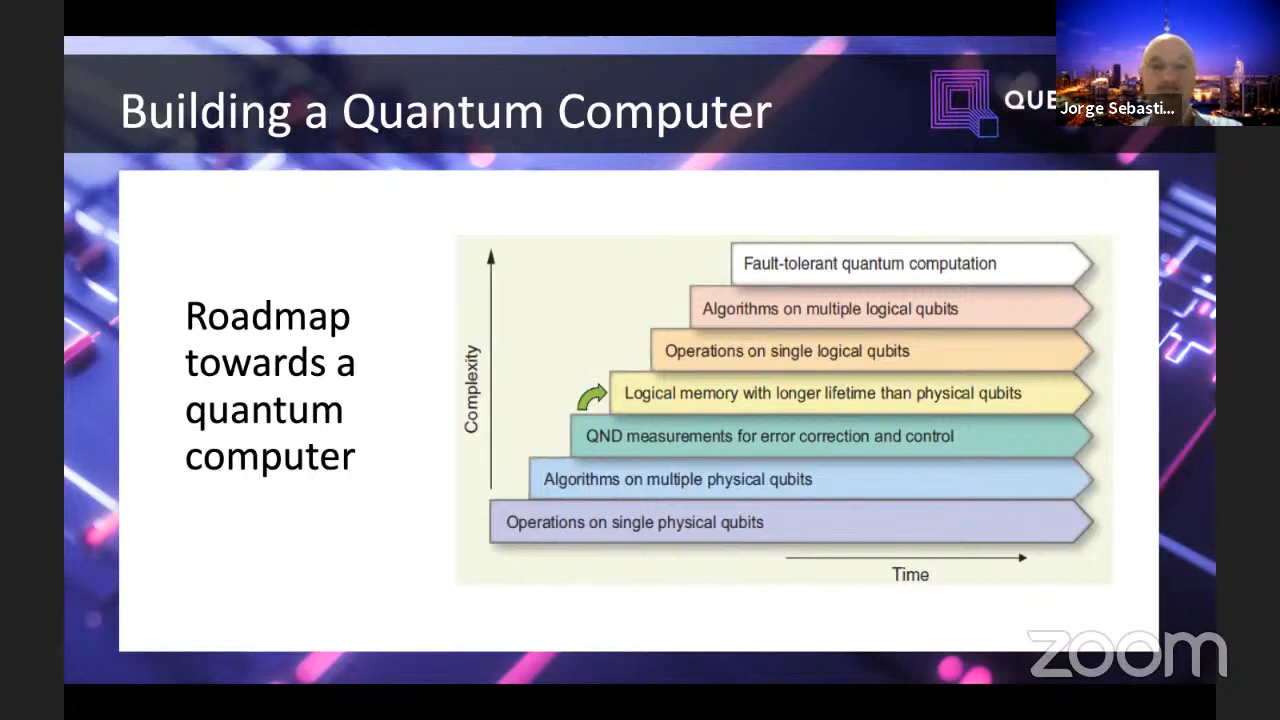 Building a Quantum Computer
QUE
Jorge Sebasti...
Roadmap
towards a
quantum
computer
Complexity
Fault-tolerant quantum computation
Algorithms on multiple logical qubits
Operations on single logical qubits
Logical memory with longer lifetime than physical qubits
QND measurements for error correction and control
Algorithms on multiple physical qubits
Operations on single physical qubits
Time
zoom